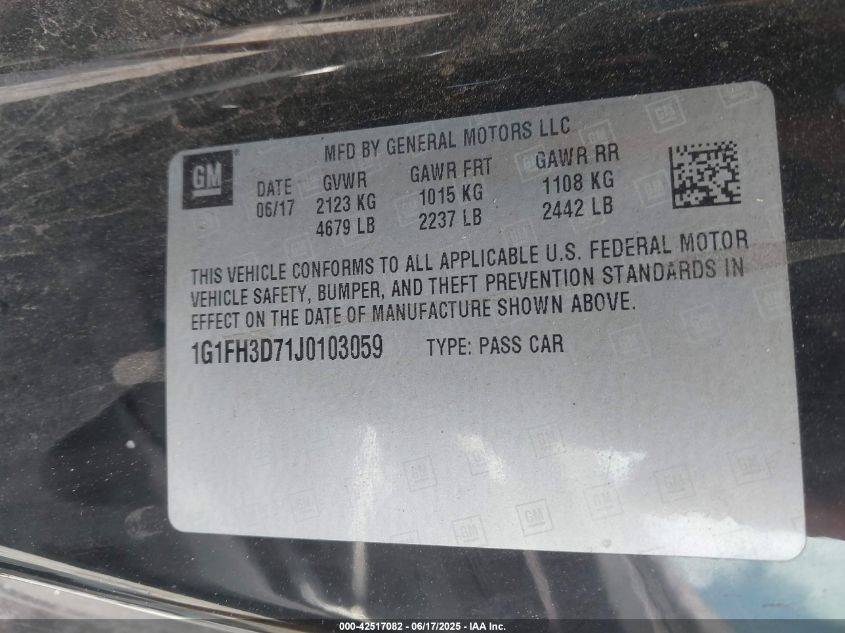 MFD BY GENERAL MOTORS LLC
GM
DATE GVWR GAWR FRT GAWR RR
06/17 2123 KG 1015 KG 1108 KG
4679 LB 2237 LB 2442 LB
THIS VEHICLE CONFORMS TO ALL APPLICABLE U.S. FEDERAL MOTOR
VEHICLE SAFETY, BUMPER, AND THEFT PREVENTION STANDARDS IN
EFFECT ON THE DATE OF MANUFACTURE SHOWN ABOVE.
1G1FH3D71J0103059 TYPE: PASS CAR
000-42517082 - 06/17/2025 - IAA Inc.